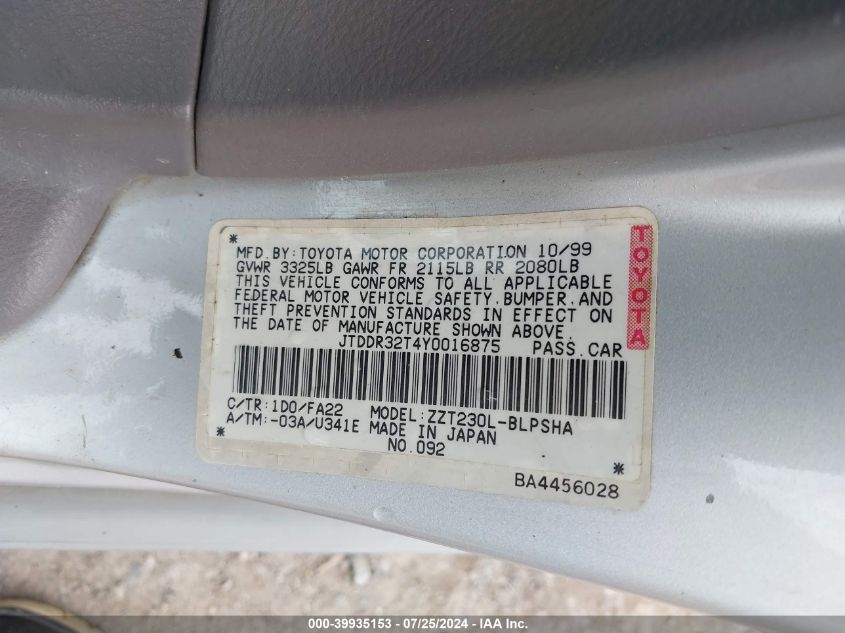 MFD.BY:TOYOTA MOTOR CORPORATION 10/99
GVWR 3325LB GAWR FR 2115LB RR 2080LB
THIS VEHICLE CONFORMS TO ALL APPLICABLE
FEDERAL MOTOR VEHICLE SAFETY,BUMPER,AND
THEFT PREVENTION STANDARDS IN EFFECT ON
THE DATE OF MANUFACTURE SHOWN ABOVE.
JTDDR32T4Y0016875 PASS.CAR
C/TR:1D0/FA22 MODEL:ZZT230L-BLPSHA
A/TM:-03A/U341E MADE IN JAPAN
NO.092
BA4456028
TOYOTA
000-39935153 - 07/25/2024 - IAA Inc.